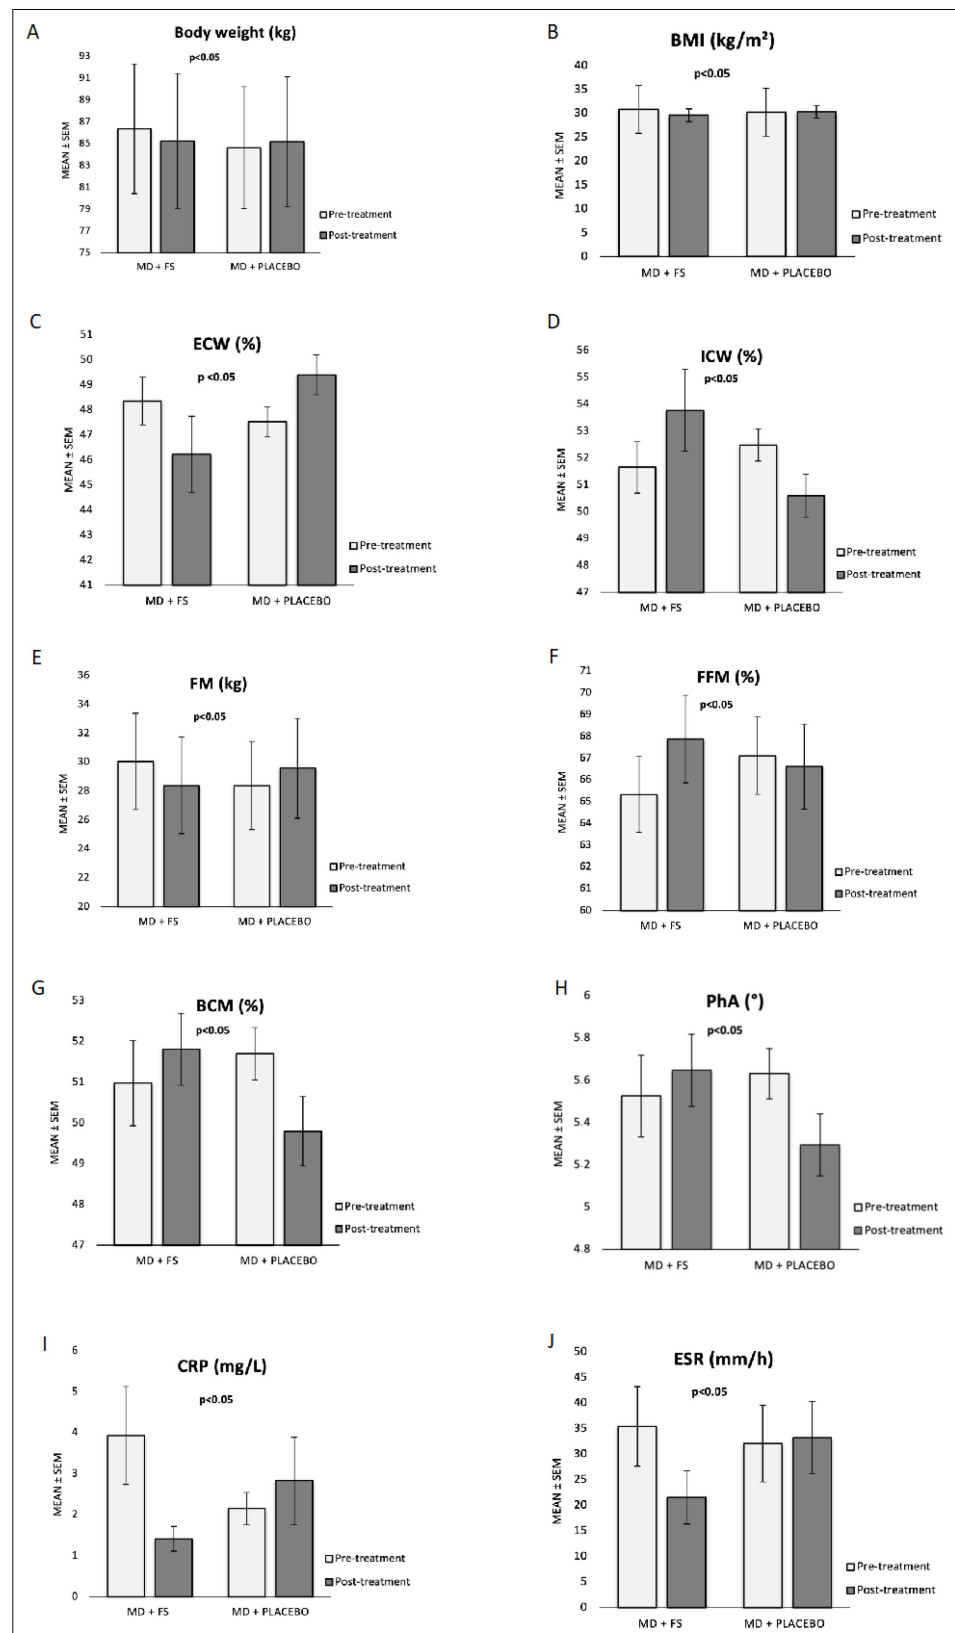 A
Body weight (kg)
p<0.05
93
91
89
87
85
83
81
79
77
75
MEAN ± SEM
Pre-treatment
Post-treatment
MD + FS
MD + PLACEBO
B
BMI (kg/m²)
p<0.05
40
35
30
25
20
15
10
5
0
MEAN ± SEM
Pre-treatment
Post-treatment
MD + FS
MD + PLACEBO
C
ECW (%)
p <0.05
51
50
49
48
47
46
45
44
43
42
41
MEAN ± SEM
Pre-treatment
Post-treatment
MD + FS
MD + PLACEBO
D
ICW (%)
p<0.05
56
55
54
53
52
51
50
49
48
47
MEAN ± SEM
Pre-treatment
Post-treatment
MD + FS
MD + PLACEBO
E
FM (kg)
p<0.05
36
34
32
30
28
26
24
22
20
MEAN ± SEM
Pre-treatment
Post-treatment
MD + FS
MD + PLACEBO
F
FFM (%)
p<0.05
71
70
69
68
67
66
65
64
63
62
61
60
MEAN ± SEM
Pre-treatment
Post-treatment
MD + FS
MD + PLACEBO
G
BCM (%)
p<0.05
53
52
51
50
49
48
47
MEAN ± SEM
Pre-treatment
Post-treatment
MD + FS
MD + PLACEBO
H
PhA (°)
p<0.05
6
5.8
5.6
5.4
5.2
5
4.8
MEAN ± SEM
Pre-treatment
Post-treatment
MD + FS
MD + PLACEBO
I
CRP (mg/L)
p<0.05
6
5
4
3
2
1
0
MEAN ± SEM
Pre-treatment
Post-treatment
MD + FS
MD + PLACEBO
J
ESR (mm/h)
p<0.05
50
45
40
35
30
25
20
15
10
5
0
MEAN ± SEM
Pre-treatment
Post-treatment
MD + FS
MD + PLACEBO